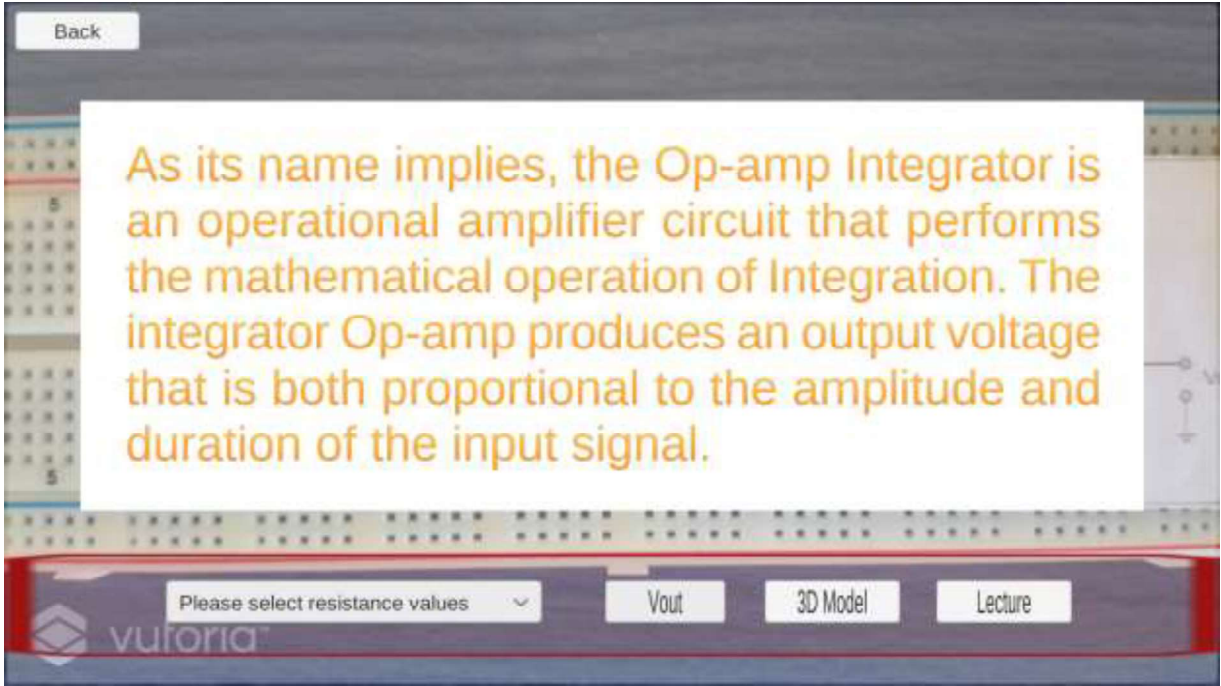 Back
As its name implies, the Op-amp Integrator is
an operational amplifier circuit that performs
the mathematical operation of Integration. The
integrator Op-amp produces an output voltage
that is both proportional to the amplitude and
duration of the input signal.
5
5
Please select resistance values
Vout
3D Model
Lecture
vuforia